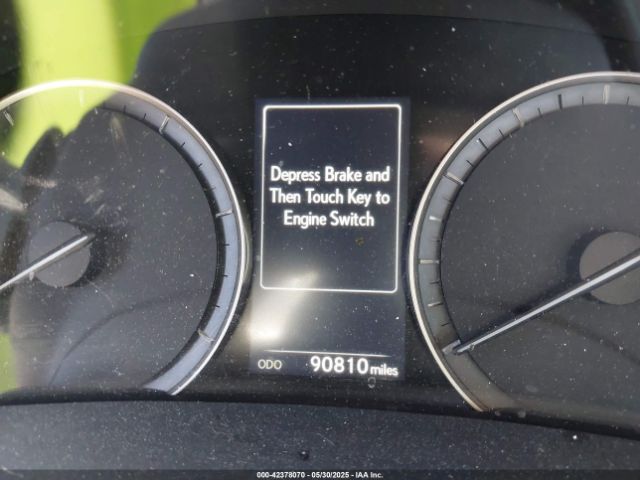 Depress Brake and
Then Touch Key to
Engine Switch
ODO 90810 miles
000-42378070 - 05/30/2025 - IAA Inc.